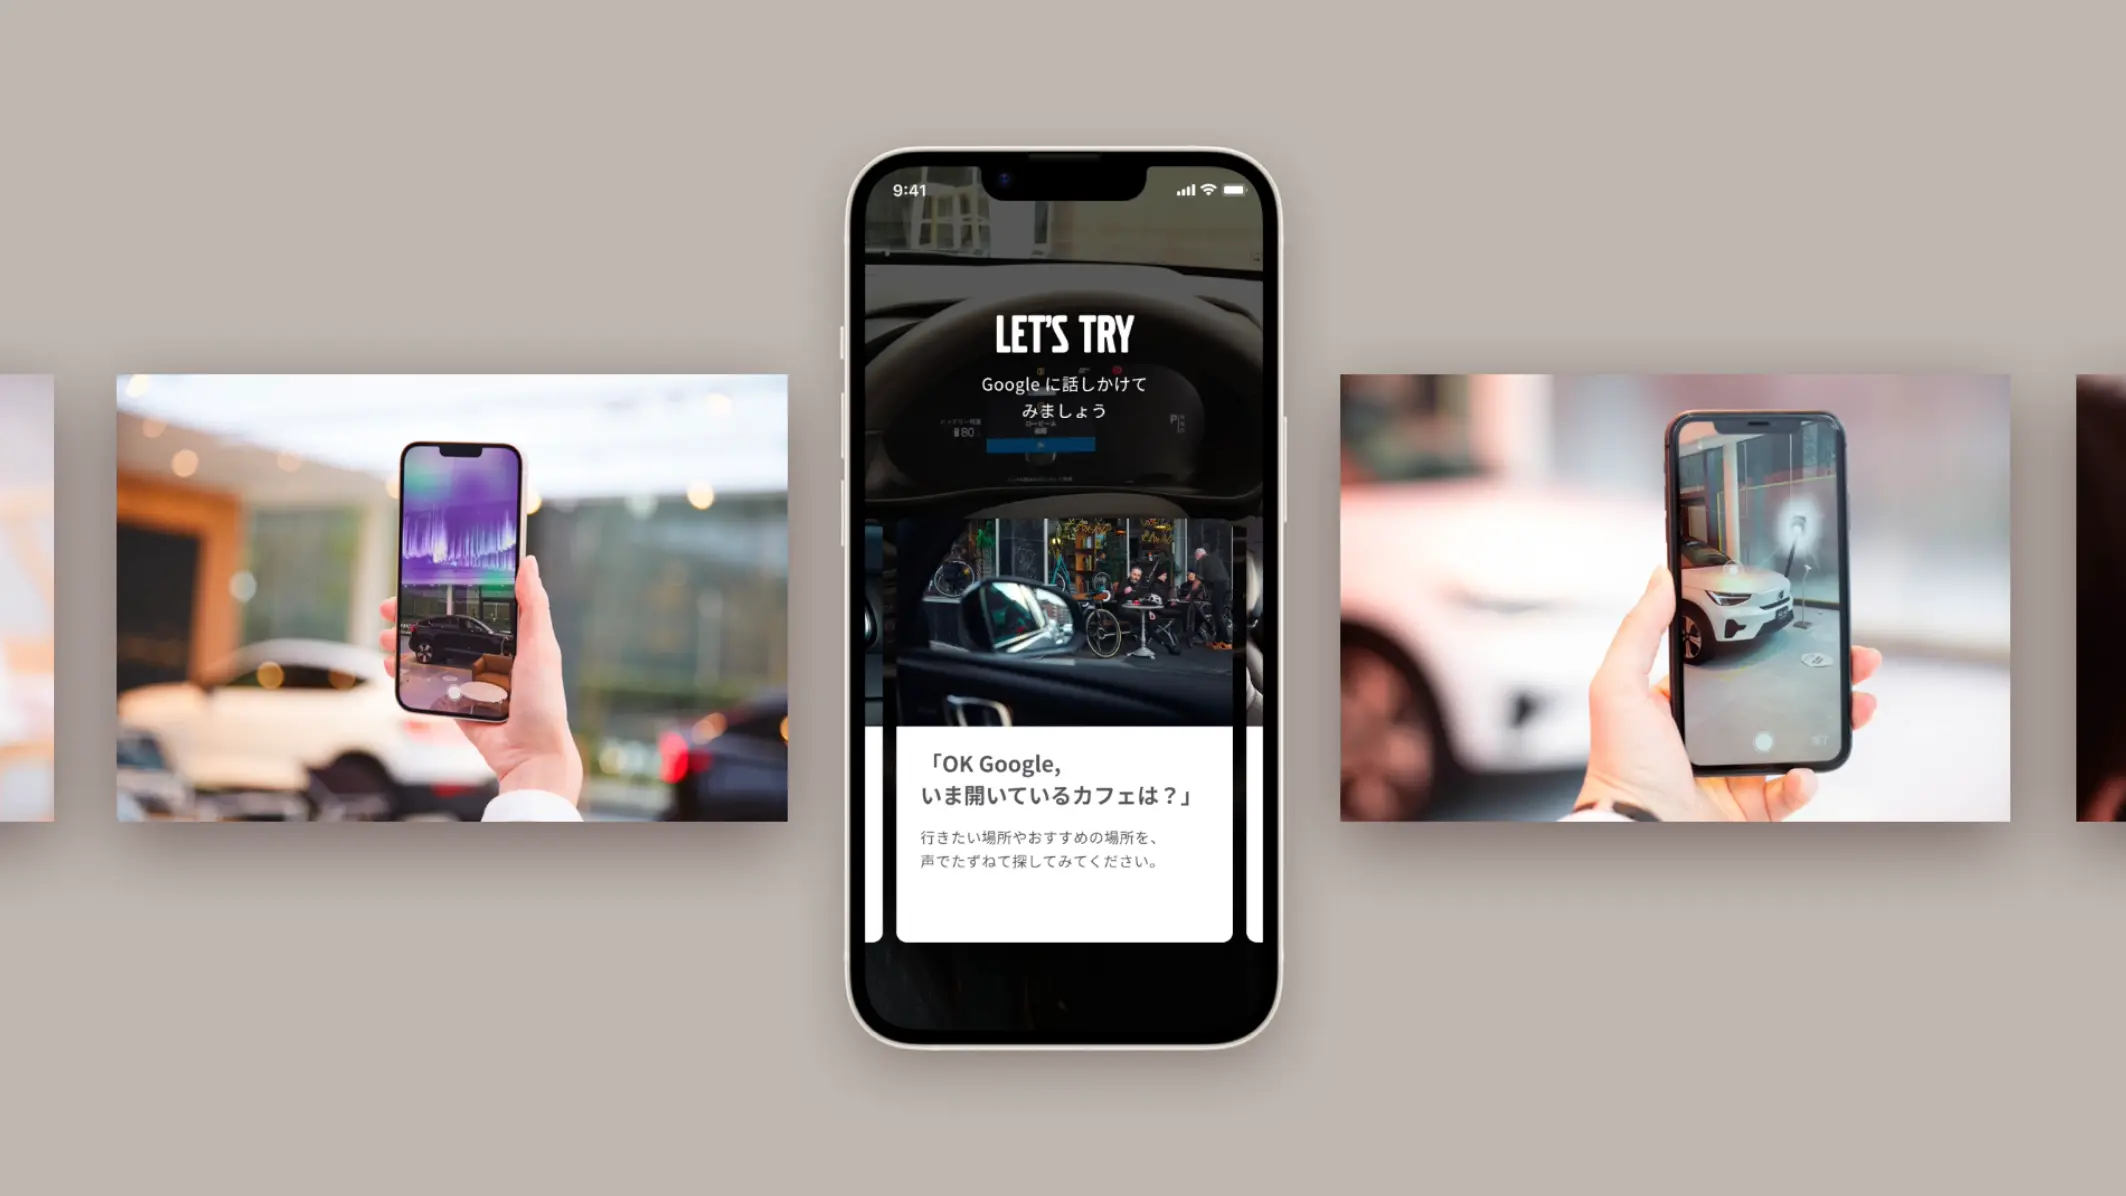 9:41
LET'S TRY
Google に話しかけて
みましょう
80
「OK Google,
いま開いているカフェは？」
行きたい場所やおすすめの場所を、
声でたずねて探してみてください。